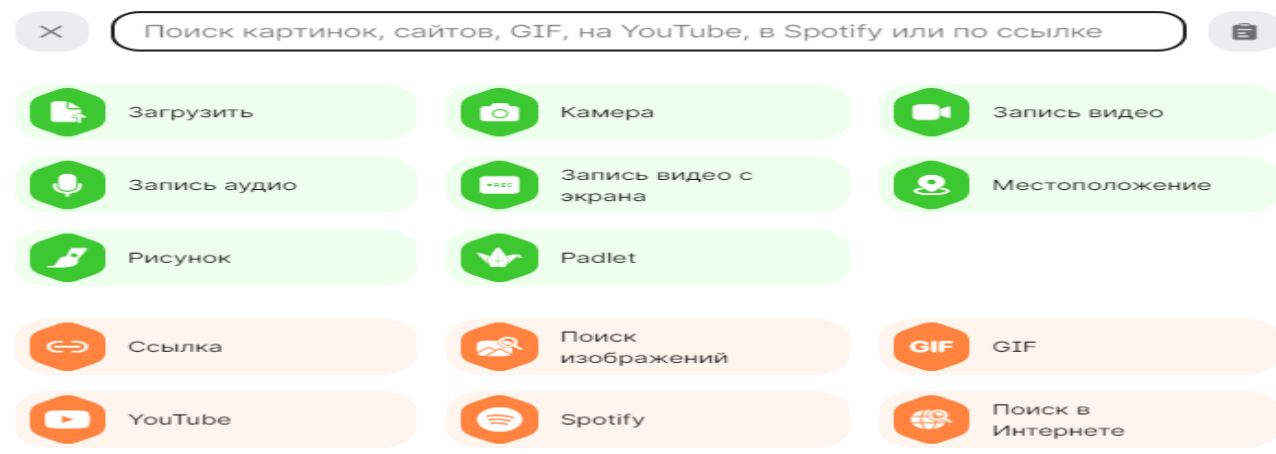 Поиск картинок, сайтов, GIF, на YouTube, в Spotify или по ссылке
Загрузить
Камера
Запись видео
Запись аудио
REC
Запись видео с
экрана
Местоположение
Рисунок
Padlet
Ссылка
Поиск
изображений
GIF
GIF
YouTube
Spotify
Поиск в
Интернете